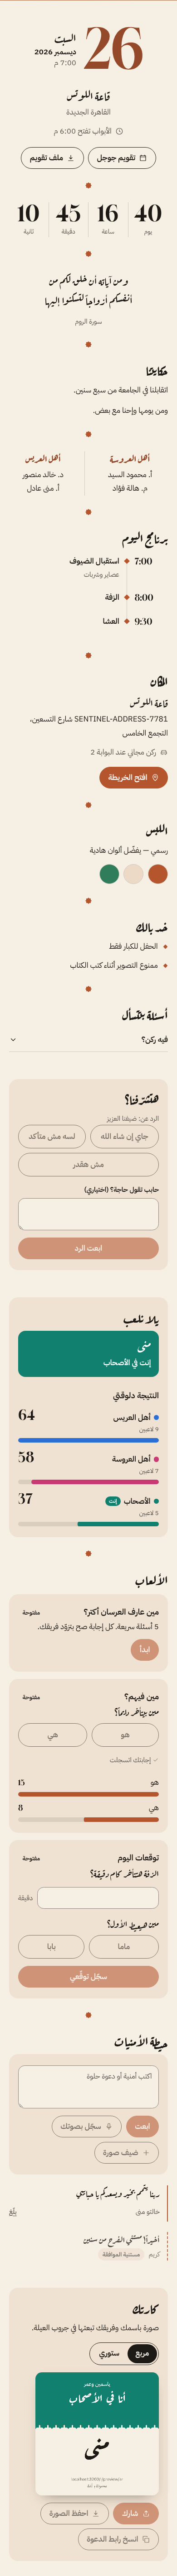 26
السبت
ديسمبر 2026
7:00 م
قاعة اللوتس
القاهرة الجديدة
الأبواب تفتح 6:00 م
تقويم جوجل
ملف تقويم
40
يوم
16
ساعة
45
دقيقة
10
ثانية
ومن آياته أن خلق لكم من
أنفسكم أزواجاً لتسكنوا إليها
سورة الروم
حكايتنا
اتقابلنا في الجامعة من سبع سنين.
ومن يومها وإحنا مع بعض.
أهل العروسة
أ. محمود السيد
م. هالة فؤاد
أهل العريس
د. خالد منصور
أ. منى عادل
برنامج اليوم
7:00
استقبال الضيوف
عصاير وشربات
8:00
الزفة
9:30
العشا
المكان
قاعة اللوتس
SENTINEL-ADDRESS-7781 شارع التسعين،
التجمع الخامس
ركن مجاني عند البوابة 2
افتح الخريطة
اللبس
رسمي — يفضّل ألوان هادية
خد بالك
الحفل للكبار فقط
ممنوع التصوير أثناء كتب الكتاب
أسئلة بتتسأل
فيه ركن؟
هتشرفنا؟
الرد عن: ضيفنا العزيز
جاي إن شاء الله
لسه مش متأكد
مش هقدر
حابب تقول حاجة؟ (اختياري)
ابعت الرد
يلا نلعب
منى
إنت في الأصحاب
النتيجة دلوقتي
أهل العريس
64
9 لاعبين
أهل العروسة
58
7 لاعبين
الأصحاب
إنت
37
5 لاعبين
الألعاب
مين عارف العرسان أكتر؟
مفتوحة
5 أسئلة سريعة. كل إجابة صح بتزوّد فريقك.
ابدأ
مين فيهم؟
مفتوحة
مين بيتأخر دايماً؟
هو
هي
إجابتك اتسجلت
هو
15
هي
8
توقعات اليوم
مفتوحة
الزفة هتتأخر كام دقيقة؟
دقيقة
مين هيعيط الأول؟
ماما
بابا
سجّل توقّعي
حيطة الأمنيات
اكتب أمنية أو دعوة حلوة
ابعت
سجّل بصوتك
ضيف صورة
ربنا يتمم بخير ويسعدكم يا حبايبي
خالتو منى
بلّغ
أخيراً! مستني الفرح من سنين
كريم
مستنية الموافقة
كارتك
صورة باسمك وفريقك تبعتها في جروب العيلة.
مربع
ستوري
ياسمين وعمر
أنا في الأصحاب
منى
شارك
احفظ الصورة
انسخ رابط الدعوة